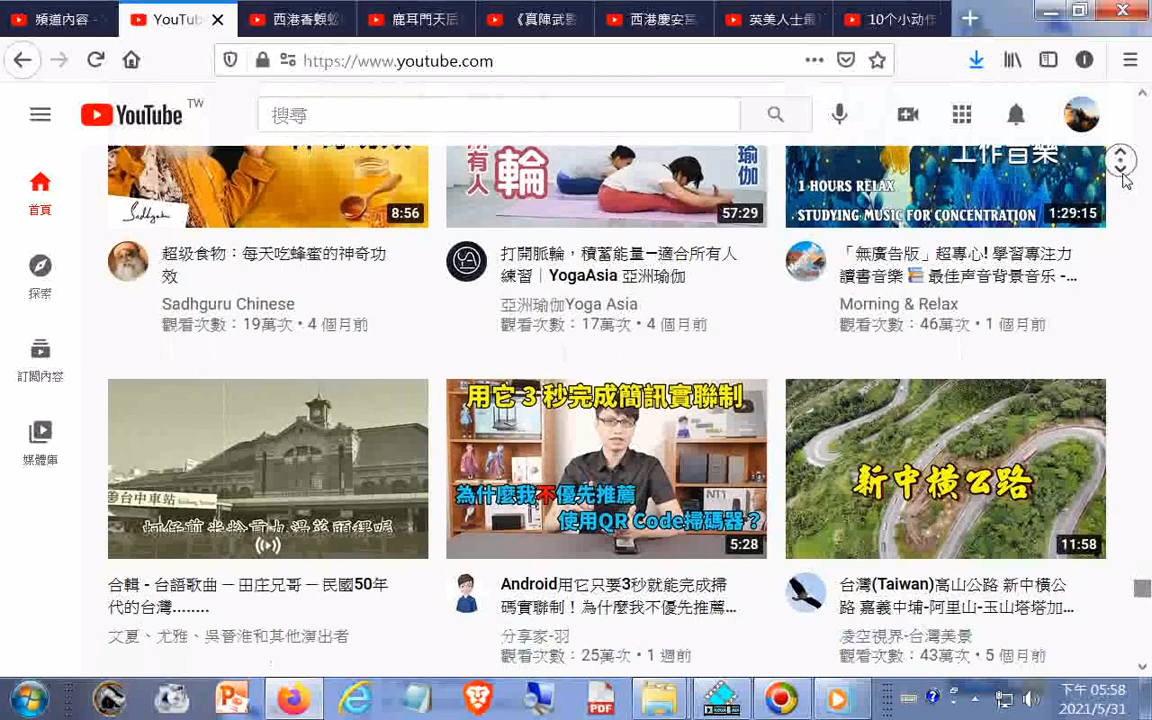 頻道內容 -
YouTub
西港香覡蚣
鹿耳門天后
《真陳武
西港慶安宮
英美人士最
10个小动作
https://www.youtube.com
YouTube TW
搜尋
首頁
探索
訂閱內容
媒體庫
Sadhguru
8:56
所有人
輪
瑜伽
57:29
工作音樂
1 HOURS RELAX
STUDYING MUSIC FOR CONCENTRATION
1:29:15
超级食物：每天吃蜂蜜的神奇功
效
Sadhguru Chinese
觀看次數：19萬次 • 4 個月前
打開脈輪，積蓄能量—適合所有人
練習｜YogaAsia 亞洲瑜伽
亞洲瑜伽Yoga Asia
觀看次數：17萬次 • 4 個月前
「無廣告版」超專心! 學習專注力
讀書音樂 📚 最佳声音背景音乐 -...
Morning & Relax
觀看次數：46萬次 • 1 個月前
台中車站
合輯 - 台語歌曲 － 田庄兄哥 － 民國50年
代的台灣........
文夏、尤雅、吳晉淮和其他演出者
用它 3 秒完成簡訊實聯制
為什麼我不優先推薦
使用QR Code掃碼器？
5:28
Android用它只要3秒就能完成掃
碼實聯制！為什麼我不優先推薦...
分享家-羽
觀看次數：25萬次 • 1 週前
新中橫公路
11:58
台灣(Taiwan)高山公路 新中橫公
路 嘉義中埔-阿里山-玉山塔塔加...
凌空視界-台灣美景
觀看次數：43萬次 • 5 個月前
PDF
下午 05:58
2021/5/31